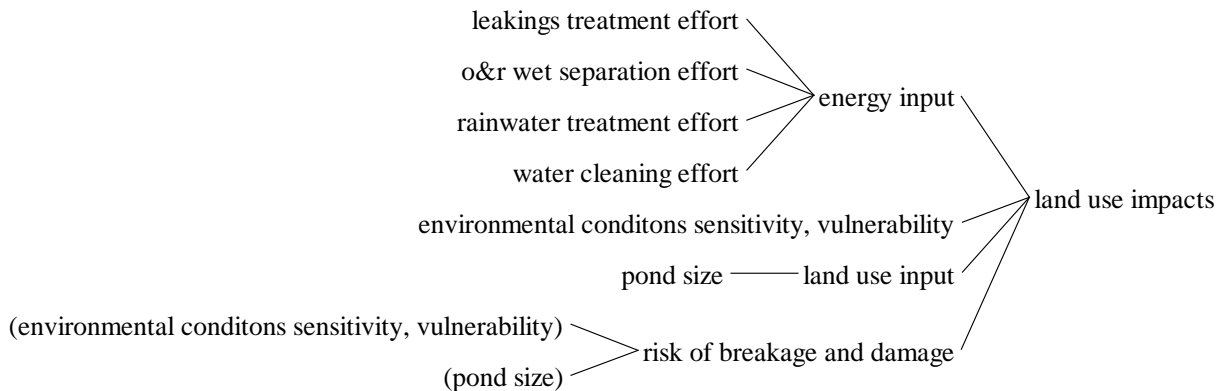 leakings treatment effort
o&r wet separation effort
rainwater treatment effort
water cleaning effort
energy input
environmental conditons sensitivity, vulnerability
pond size
land use input
(environmental conditons sensitivity, vulnerability)
(pond size)
risk of breakage and damage
land use impacts